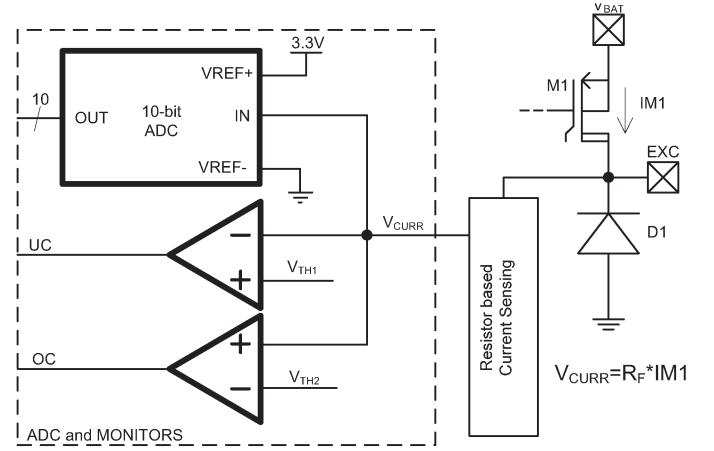 VBAT
3.3V
VREF+
M1
IM1
10
OUT
10-bit
ADC
IN
VREF-
EXC
VCURR
UC
VTH1
D1
Resistor based
Current Sensing
OC
VTH2
VCURR=RF*IM1
ADC and MONITORS